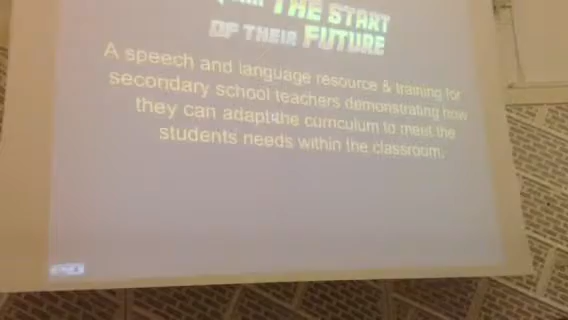 THE START
OF THEIR FUTURE
A speech and language resource & training for
secondary school teachers demonstrating how
they can adapt the curriculum to meet the
students needs within the classroom.